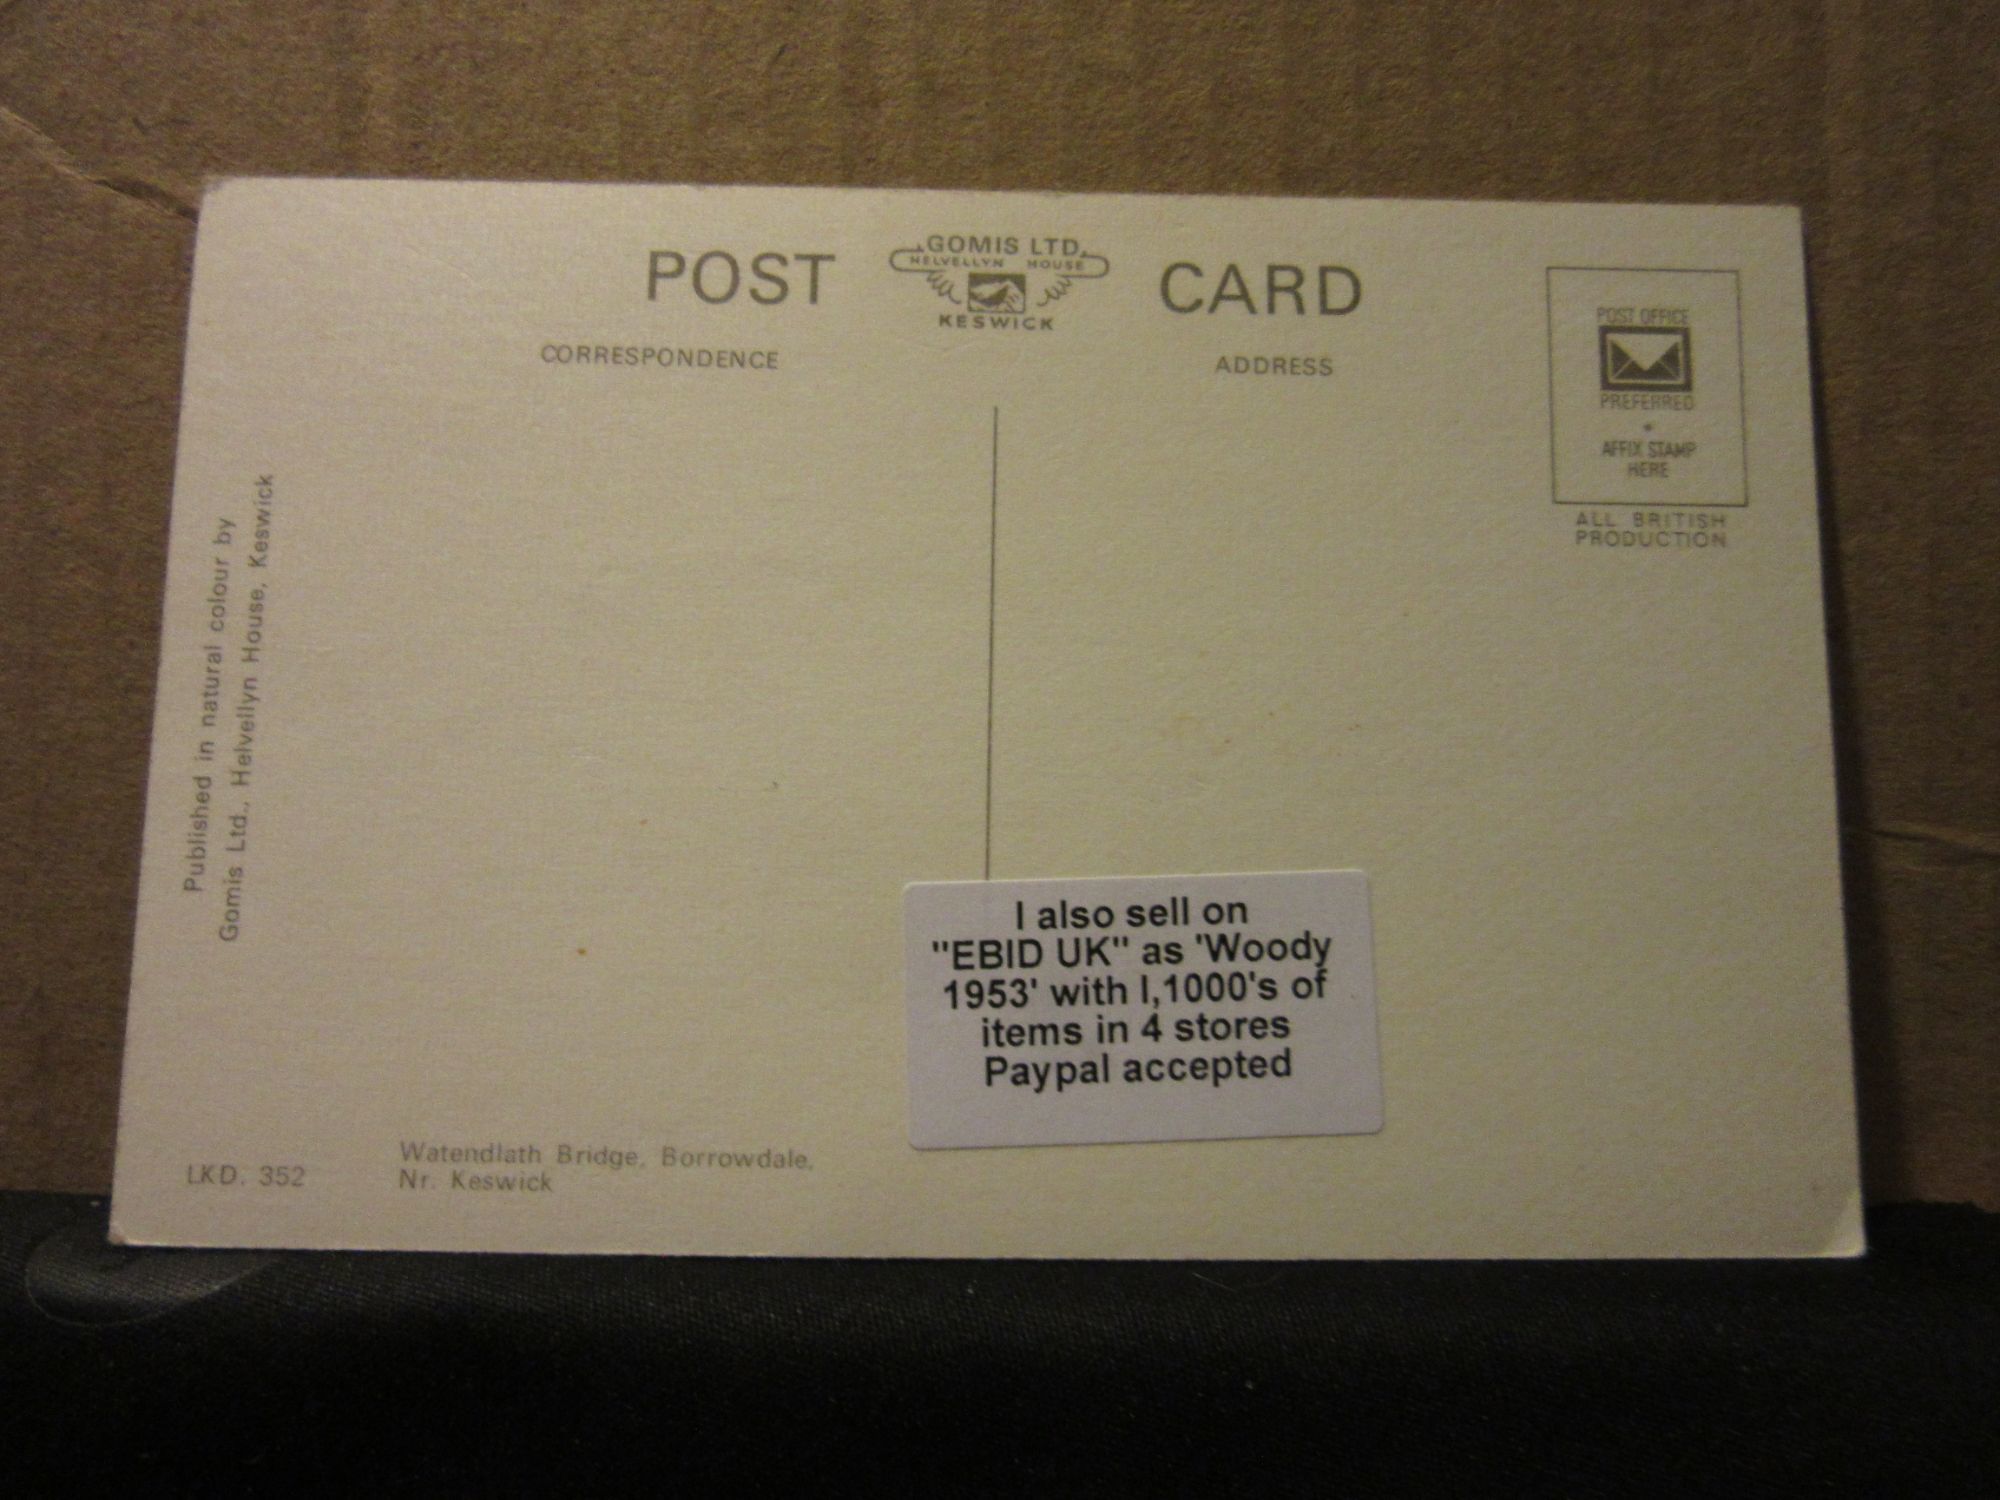 POST
GOMIS LTD.
HELVELLYN HOUSE
KESWICK
CARD
CORRESPONDENCE
ADDRESS
POST OFFICE
PREFERRED
AFFIX STAMP
HERE
ALL BRITISH
PRODUCTION
Published in natural colour by
Gomis Ltd., Helvellyn House, Keswick
I also sell on
"EBID UK" as 'Woody
1953' with I,1000's of
items in 4 stores
Paypal accepted
LKD. 352
Watendlath Bridge, Borrowdale,
Nr. Keswick